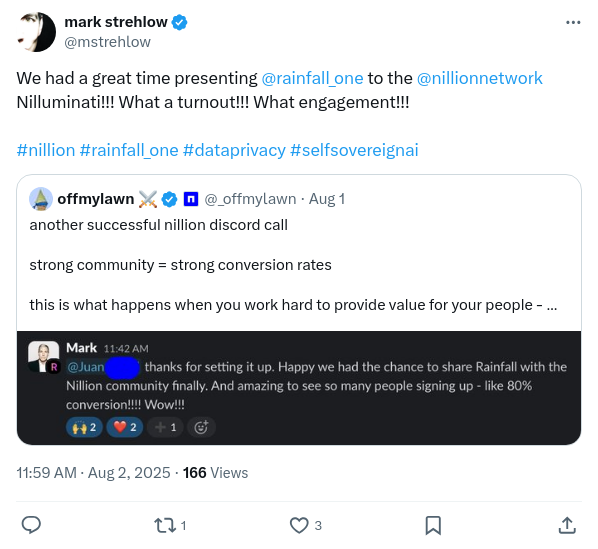 mark strehlow
@mstrehlow
We had a great time presenting @rainfall_one to the @nillionnetwork
Nilluminati!!! What a turnout!!! What engagement!!!
#nillion #rainfall_one #dataprivacy #selfsovereignai
offmylawn ⚔️ @_offmylawn · Aug 1
another successful nillion discord call
strong community = strong conversion rates
this is what happens when you work hard to provide value for your people - ...
Mark 11:42 AM
R
@Juan thanks for setting it up. Happy we had the chance to share Rainfall with the
Nillion community finally. And amazing to see so many people signing up - like 80%
conversion!!!! Wow!!!
🙌 2 ❤️ 2 ➕ 1
11:59 AM · Aug 2, 2025 · 166 Views
1 3